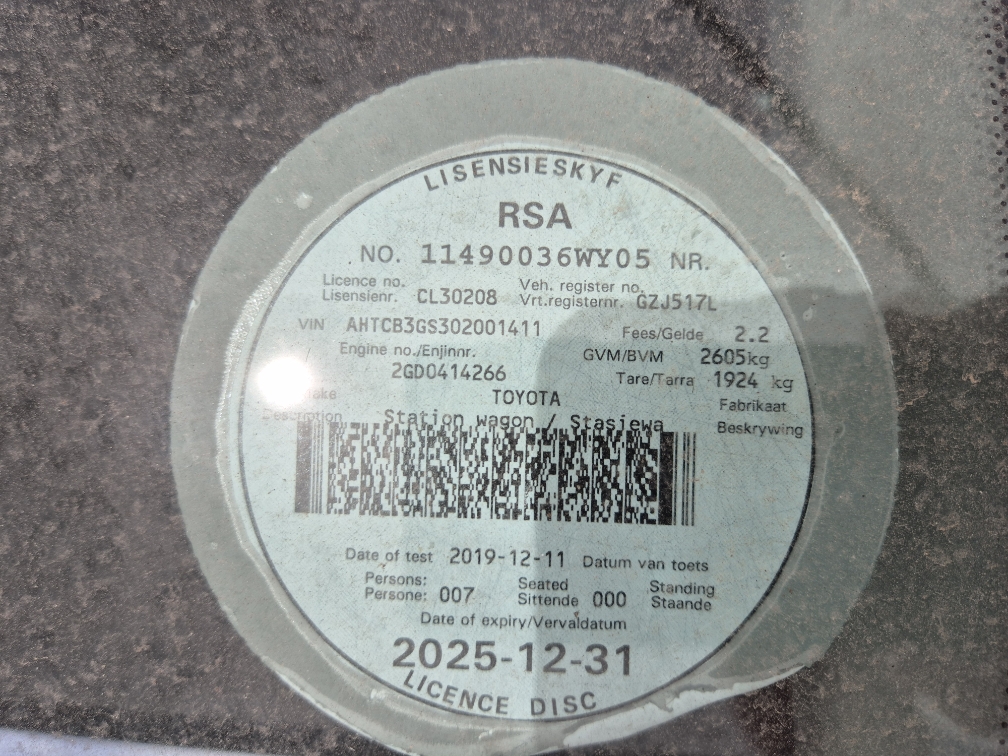 LISENSIESKYF
RSA
NO. 11490036WY05 NR.
Licence no. Veh. register no.
Lisensienr. CL30208 Vrt.registernr. GZJ517L
VIN AHTCB3GS302001411 Fees/Gelde 2.2
Engine no./Enjinnr. GVM/BVM 2605kg
2GD0414266 Tare/Tarra 1924 kg
TOYOTA Fabrikaat
Description Station wagon / Stasiewa Beskrywing
Date of test 2019-12-11 Datum van toets
Persons: Seated Standing
Persone: 007 Sittende 000 Staande
Date of expiry/Vervaldatum
2025-12-31
LICENCE DISC